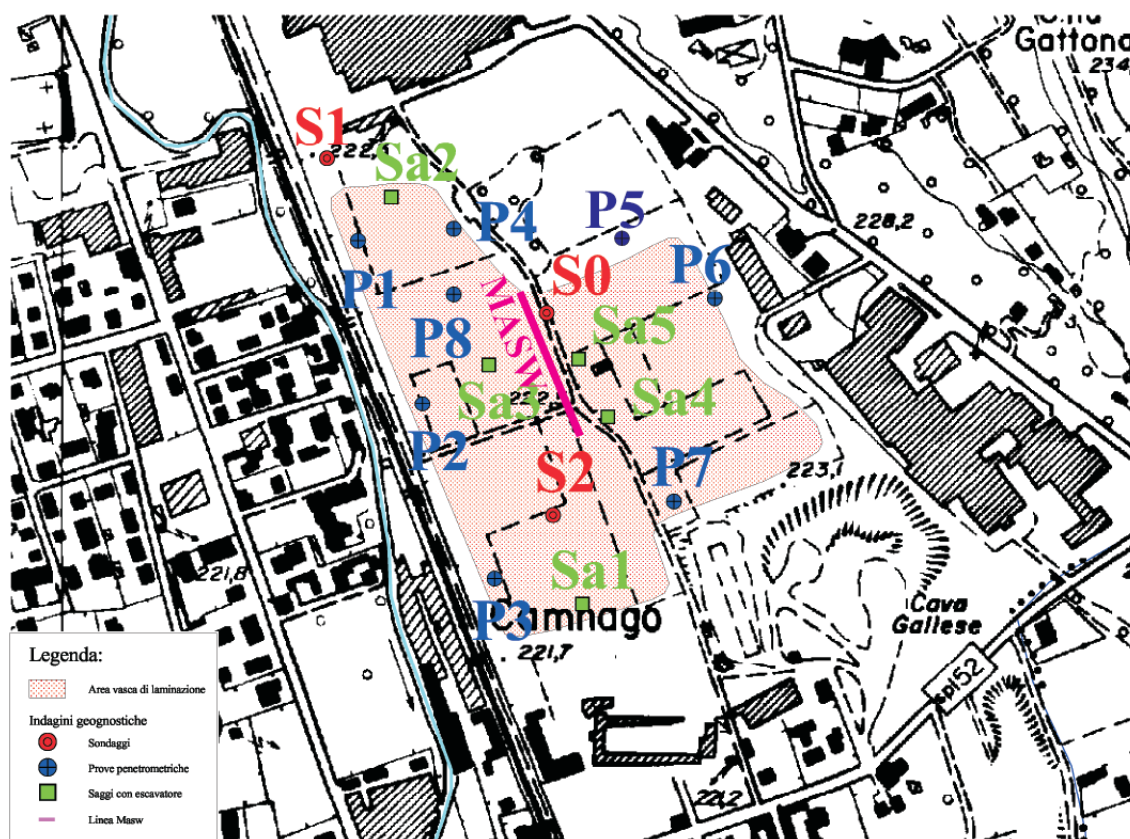 Gattona
234
S1
222,
Sa2
P4
P5
228,2
P6
P1
S0
MASW
P8
Sa5
Sa3
Sa4
P2
S2
P7
223,1
221,8
Sa1
P3
Camnago
221,7
Cava
Gallese
sp152
221,2
Legenda:
Area vasca di laminazione
Indagini geognostiche
Sondaggi
Prove penetrometriche
Saggi con escavatore
Linea Masw